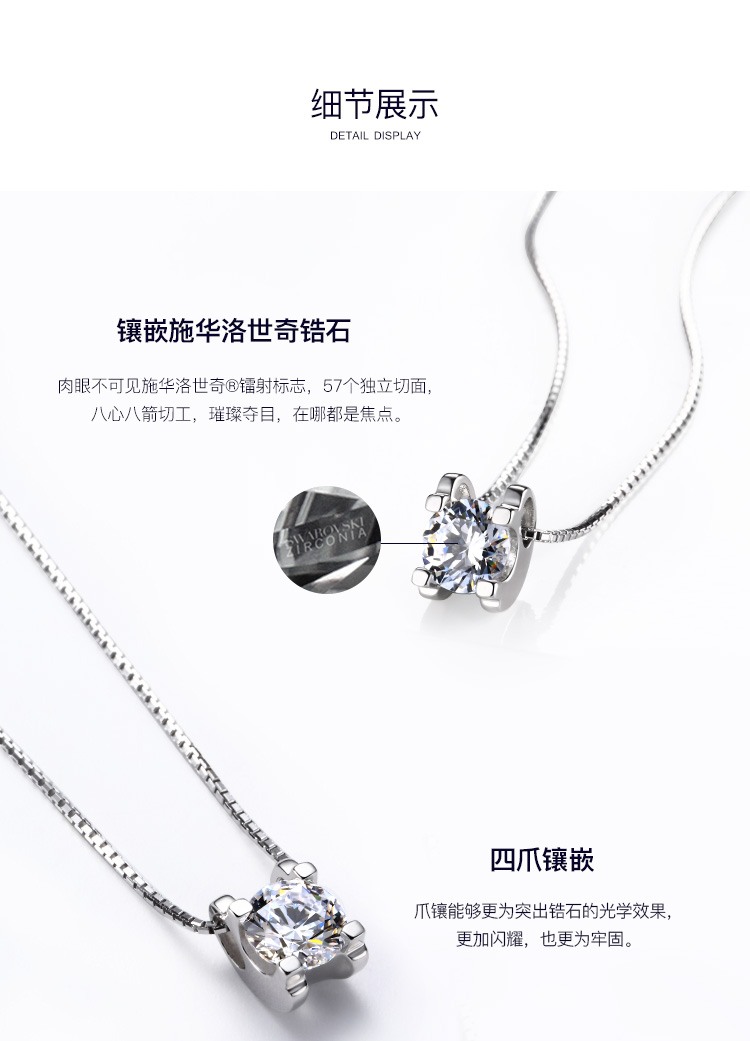 细节展示
DETAIL DISPLAY
镶嵌施华洛世奇锆石
肉眼不可见施华洛世奇®镭射标志，57个独立切面，
八心八箭切工，璀璨夺目，在哪都是焦点。
SWAROVSKI
ZIRCONIA
四爪镶嵌
爪镶能够更为突出锆石的光学效果，
更加闪耀，也更为牢固。